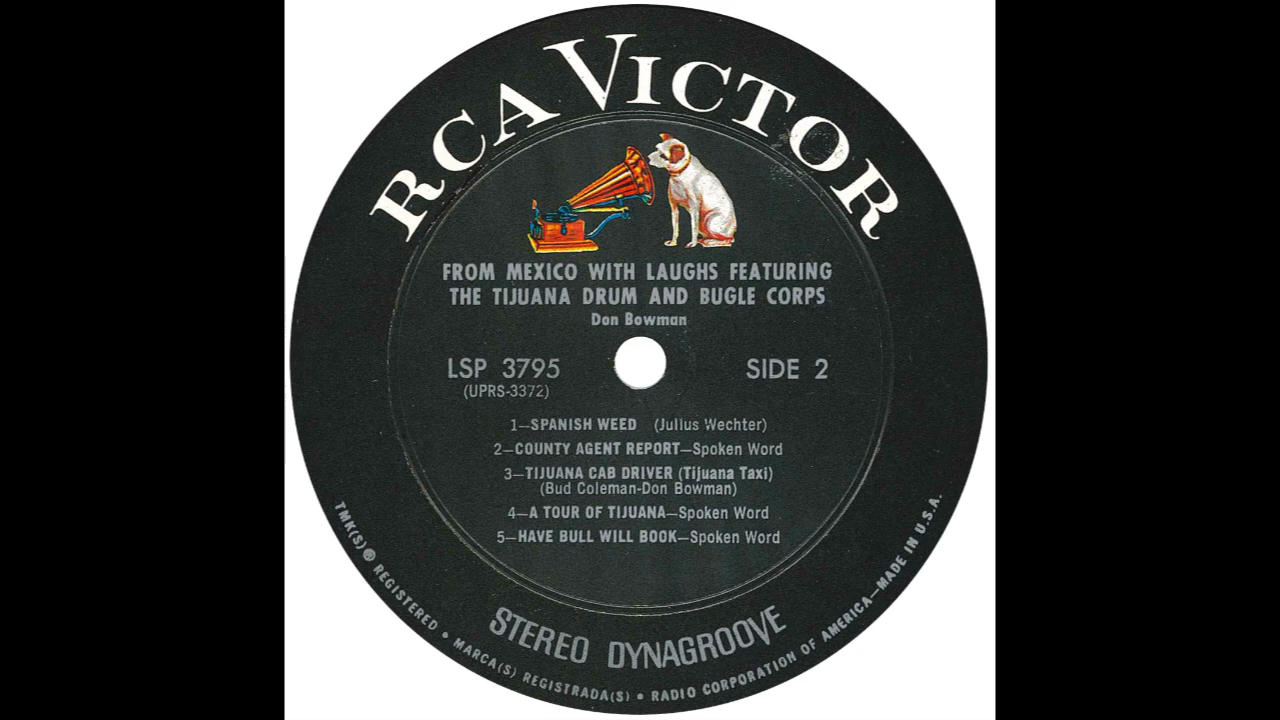 RCA VICTOR
FROM MEXICO WITH LAUGHS FEATURING
THE TIJUANA DRUM AND BUGLE CORPS
Don Bowman
LSP 3795
(UPRS-3372)
SIDE 2
1—SPANISH WEED (Julius Wechter)
2—COUNTY AGENT REPORT—Spoken Word
3—TIJUANA CAB DRIVER (Tijuana Taxi)
(Bud Coleman-Don Bowman)
4—A TOUR OF TIJUANA—Spoken Word
5—HAVE BULL WILL BOOK—Spoken Word
STEREO DYNAGROOVE
TMK(S) ® REGISTERED • MARCA(S) REGISTRADA(S) • RADIO CORPORATION OF AMERICA—MADE IN U.S.A.